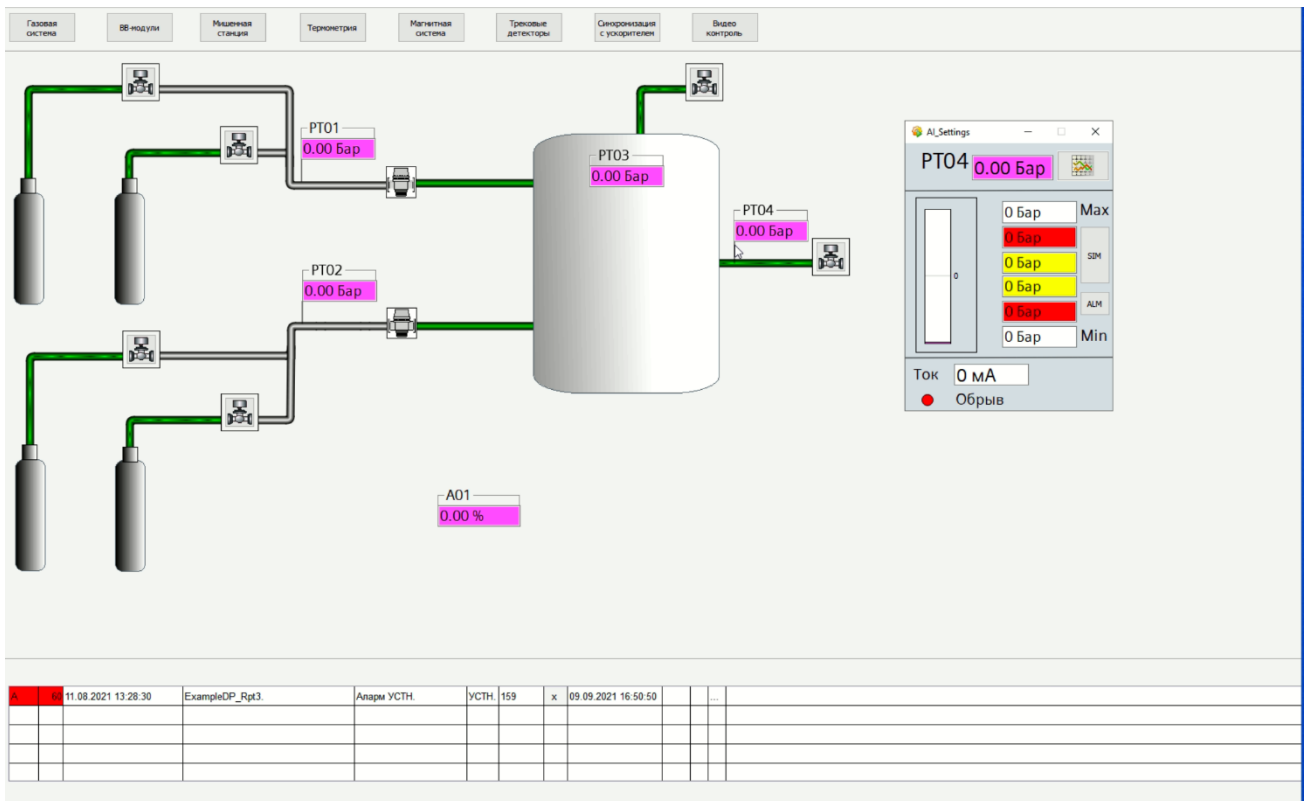 Газовая
система
ВВ-модули
Мишенная
станция
Термометрия
Магнитная
система
Трековые
детекторы
Синхронизация
с ускорителем
Видео
контроль
PT01
0.00 Бар
PT03
0.00 Бар
PT04
0.00 Бар
PT02
0.00 Бар
A01
0.00 %
AI_Settings
PT04 0.00 Бар
0 Бар Max
0 Бар
SIM
0 Бар
0
0 Бар
ALM
0 Бар
0 Бар Min
Ток 0 мА
Обрыв
A 60 11.08.2021 13:28:30 ExampleDP_Rpt3. Аларм УСТН. УСТН. 159 x 09.09.2021 16:50:50 ...